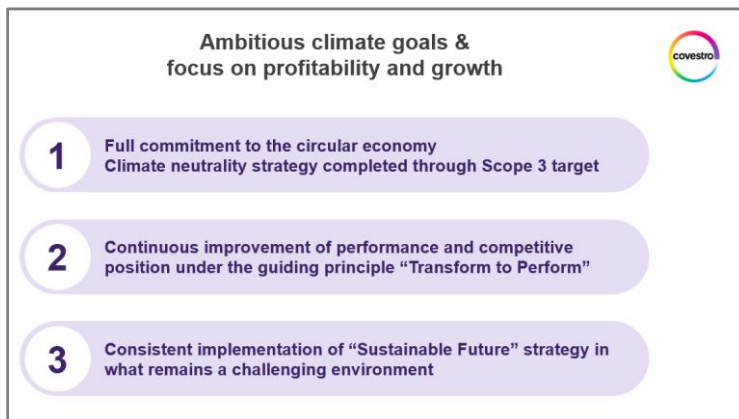 Ambitious climate goals &
focus on profitability and growth
covestro
1
Full commitment to the circular economy
Climate neutrality strategy completed through Scope 3 target
2
Continuous improvement of performance and competitive
position under the guiding principle “Transform to Perform”
3
Consistent implementation of “Sustainable Future” strategy in
what remains a challenging environment